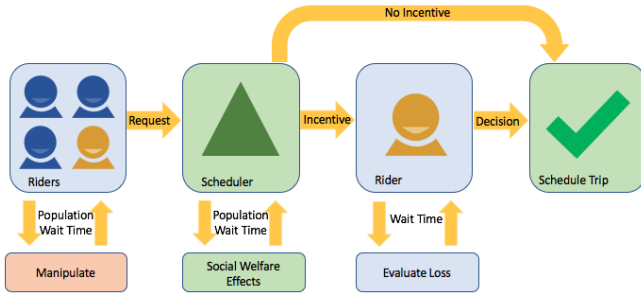 No Incentive
Request
Incentive
Decision
Riders
Scheduler
Rider
Schedule Trip
Population
Wait Time
Population
Wait Time
Wait Time
Manipulate
Social Welfare
Effects
Evaluate Loss